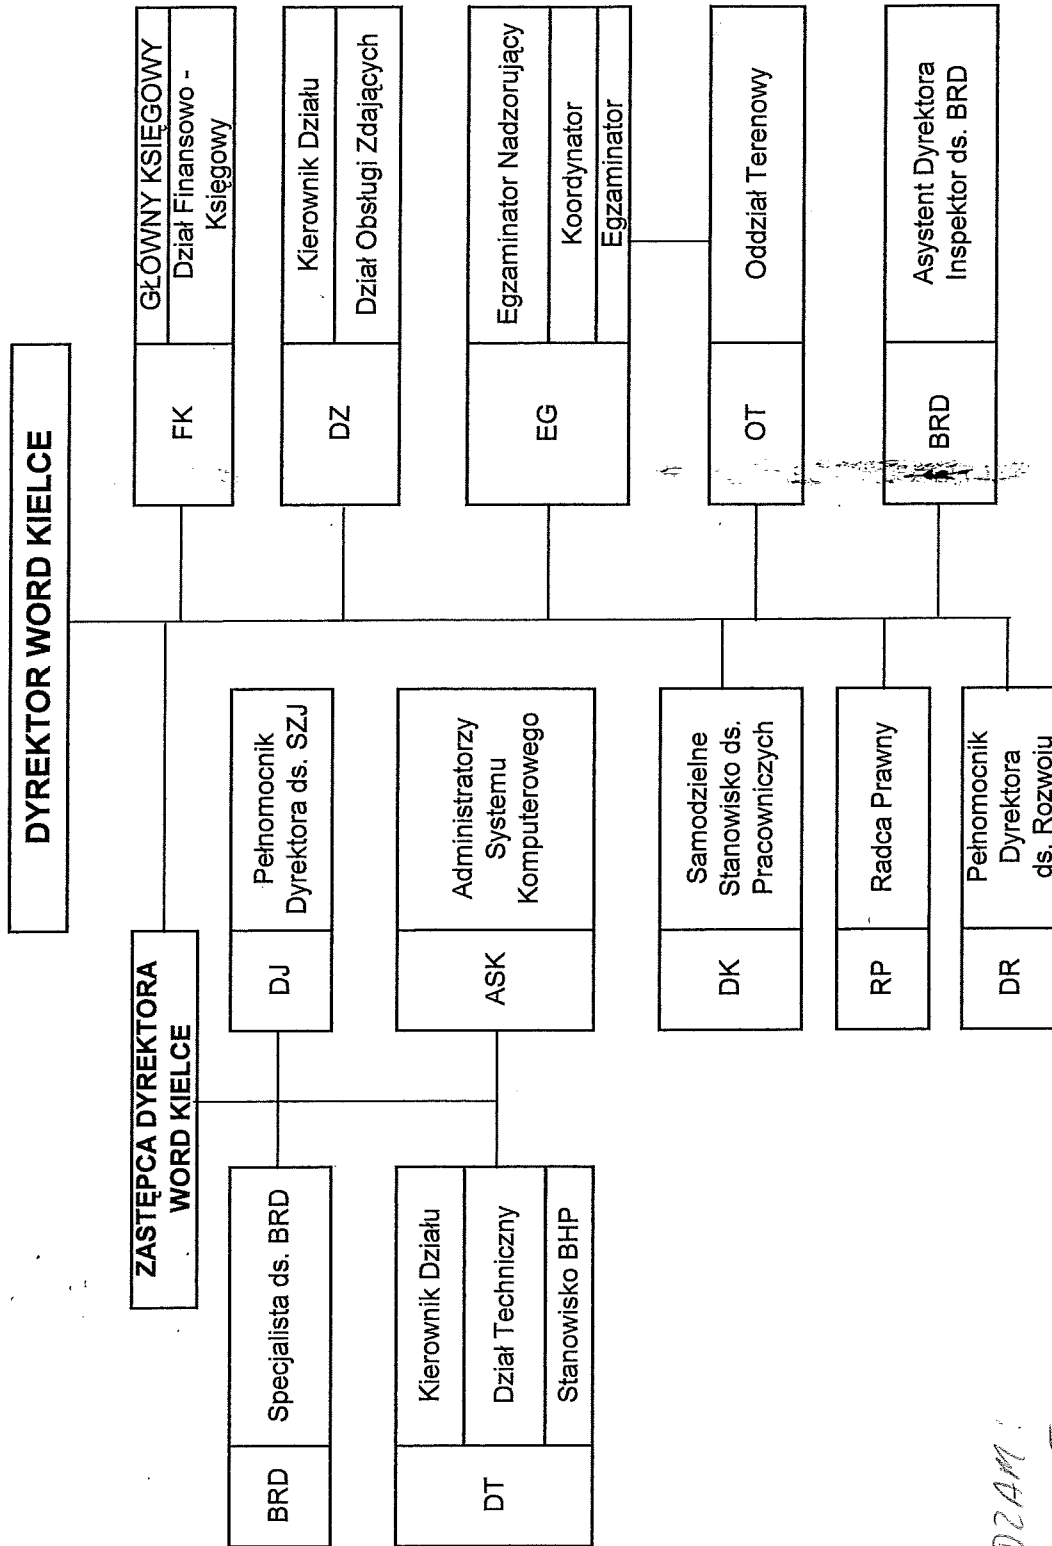 DYREKTOR WORD KIELCE
ZASTĘPCA DYREKTORA
WORD KIELCE
BRD
Specjalista ds. BRD
DJ
Pełnomocnik
Dyrektora ds. SZJ
DT
Kierownik Działu
Dział Techniczny
Stanowisko BHP
ASK
Administratorzy
Systemu
Komputerowego
DK
Samodzielne
Stanowisko ds.
Pracowniczych
RP
Radca Prawny
DR
Pełnomocnik
Dyrektora
ds. Rozwoju
FK
GŁÓWNY KSIĘGOWY
Dział Finansowo -
Księgowy
DZ
Kierownik Działu
Dział Obsługi Zdających
EG
Egzaminator Nadzorujący
Koordynator
Egzaminator
OT
Oddział Terenowy
BRD
Asystent Dyrektora
Inspektor ds. BRD